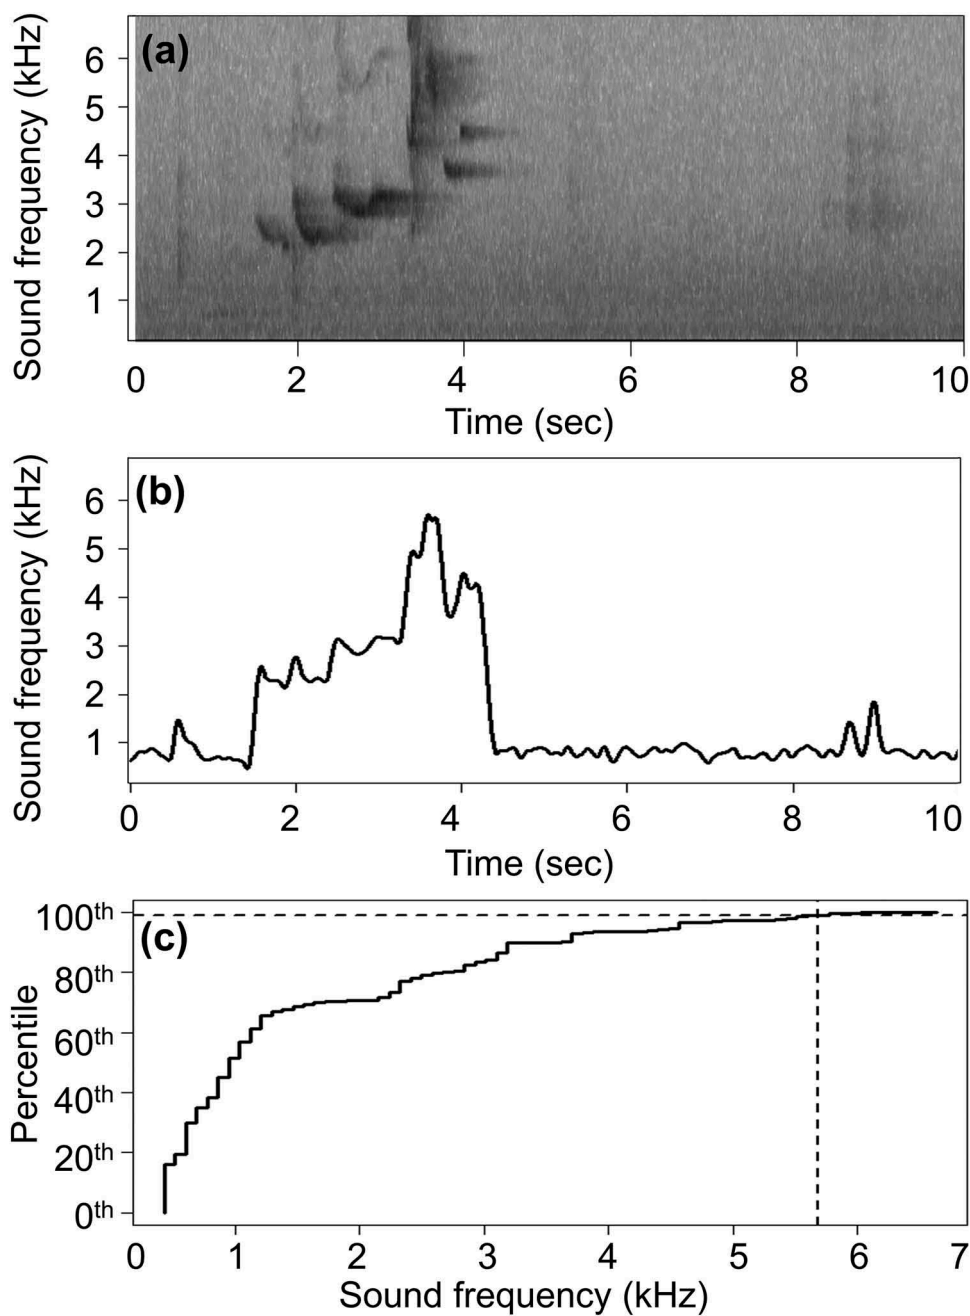 (a)
Sound frequency (kHz)
6
5
4
3
2
1
0 2 4 6 8 10
Time (sec)
(b)
Sound frequency (kHz)
6
5
4
3
2
1
0 2 4 6 8 10
Time (sec)
(c)
Percentile
100th
80th
60th
40th
20th
0th
0 1 2 3 4 5 6 7
Sound frequency (kHz)